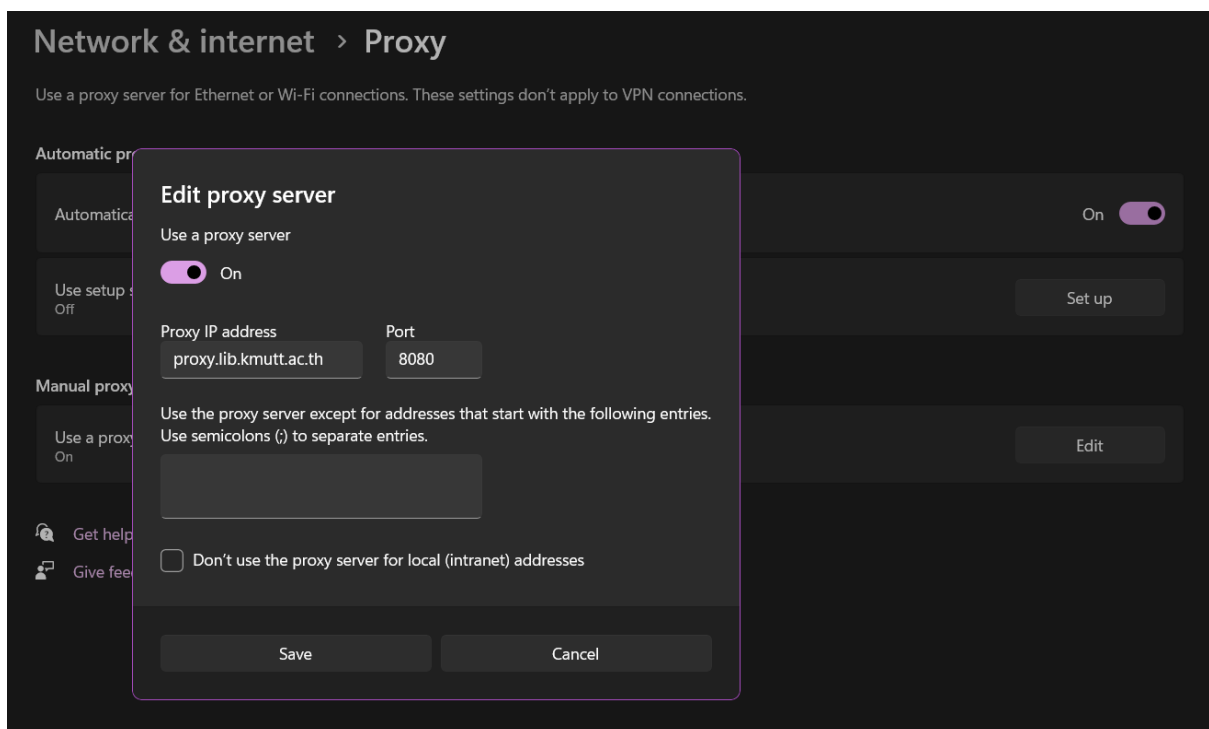 Network & internet > Proxy
Use a proxy server for Ethernet or Wi-Fi connections. These settings don't apply to VPN connections.
Automatic pr
Edit proxy server
Use a proxy server
On
Automatica
On
Use setup s
Off
Set up
Proxy IP address
Port
proxy.lib.kmutt.ac.th
8080
Manual proxy
Use the proxy server except for addresses that start with the following entries.
Use semicolons (;) to separate entries.
Use a proxy
On
Edit
Get help
Don't use the proxy server for local (intranet) addresses
Give fee
Save
Cancel